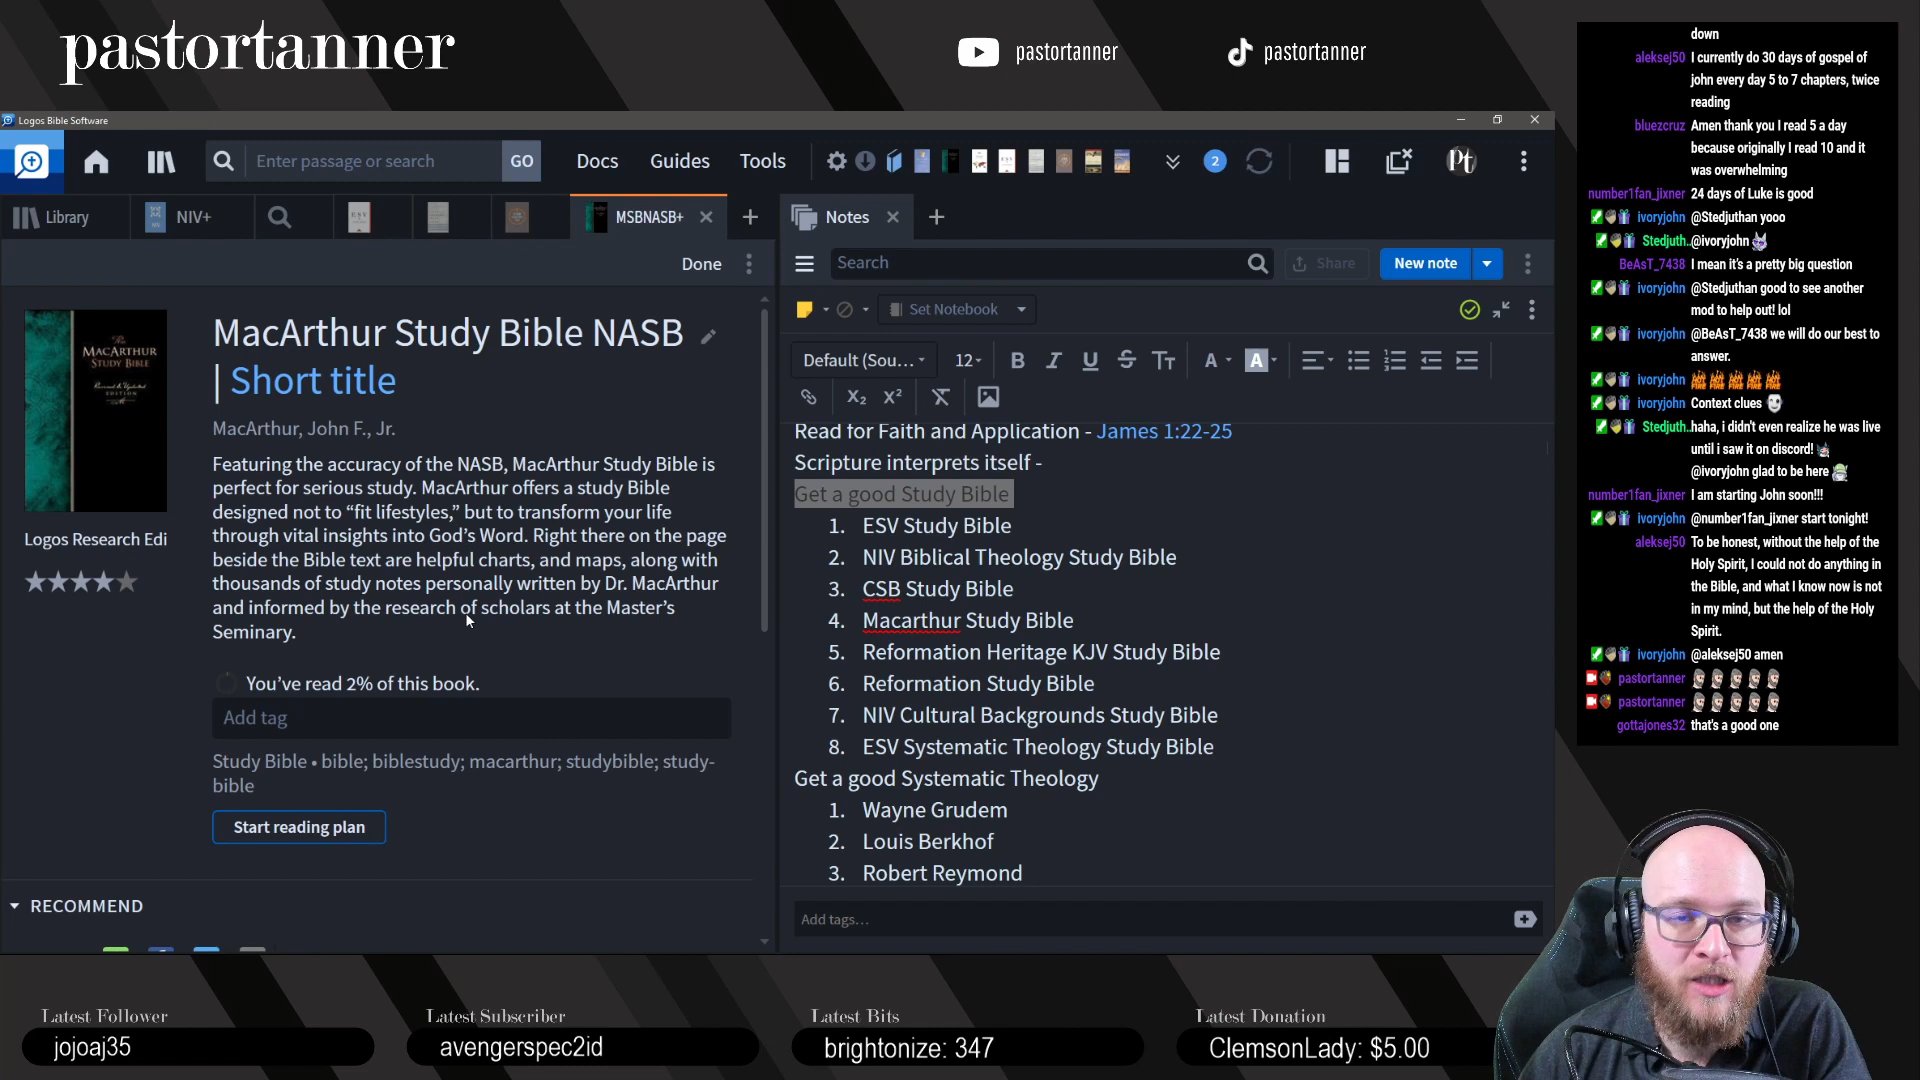 pastortanner
pastortanner
pastortanner
Logos Bible Software
Enter passage or search
GO
Docs
Guides
Tools
2
Pt
Library
NIV+
MSBNASB+
Notes
Done
Search
Share
New note
Set Notebook
Default (Sou...
12
MacArthur Study Bible NASB
| Short title
MacArthur, John F., Jr.
Featuring the accuracy of the NASB, MacArthur Study Bible is
perfect for serious study. MacArthur offers a study Bible
designed not to “fit lifestyles,” but to transform your life
through vital insights into God’s Word. Right there on the page
beside the Bible text are helpful charts, and maps, along with
thousands of study notes personally written by Dr. MacArthur
and informed by the research of scholars at the Master’s
Seminary.
The
MACARTHUR
STUDY BIBLE
Revised & Updated
EDITION
Logos Research Edi
You’ve read 2% of this book.
Add tag
Study Bible • bible; biblestudy; macarthur; studybible; study-
bible
Start reading plan
RECOMMEND
Read for Faith and Application - James 1:22-25
Scripture interprets itself -
Get a good Study Bible
1. ESV Study Bible
2. NIV Biblical Theology Study Bible
3. CSB Study Bible
4. Macarthur Study Bible
5. Reformation Heritage KJV Study Bible
6. Reformation Study Bible
7. NIV Cultural Backgrounds Study Bible
8. ESV Systematic Theology Study Bible
Get a good Systematic Theology
1. Wayne Grudem
2. Louis Berkhof
3. Robert Reymond
Add tags...
down
aleksej50 I currently do 30 days of gospel of
john every day 5 to 7 chapters, twice
reading
bluezcruz Amen thank you I read 5 a day
because originally I read 10 and it
was overwhelming
number1fan_jixner 24 days of Luke is good
ivoryjohn @Stedjuthan yooo
Stedjuth.. @ivoryjohn
BeAsT_7438 I mean it's a pretty big question
ivoryjohn @Stedjuthan good to see another
mod to help out! lol
ivoryjohn @BeAsT_7438 we will do our best to
answer.
ivoryjohn
ivoryjohn Context clues
Stedjuth.. haha, i didn't even realize he was live
until i saw it on discord!
@ivoryjohn glad to be here
number1fan_jixner I am starting John soon!!!
ivoryjohn @number1fan_jixner start tonight!
aleksej50 To be honest, without the help of the
Holy Spirit, I could not do anything in
the Bible, and what I know now is not
in my mind, but the help of the Holy
Spirit.
ivoryjohn @aleksej50 amen
pastortanner
pastortanner
gottajones32 that's a good one
Latest Follower
jojoaj35
Latest Subscriber
avengerspec2id
Latest Bits
brightonize: 347
Latest Donation
ClemsonLady: $5.00